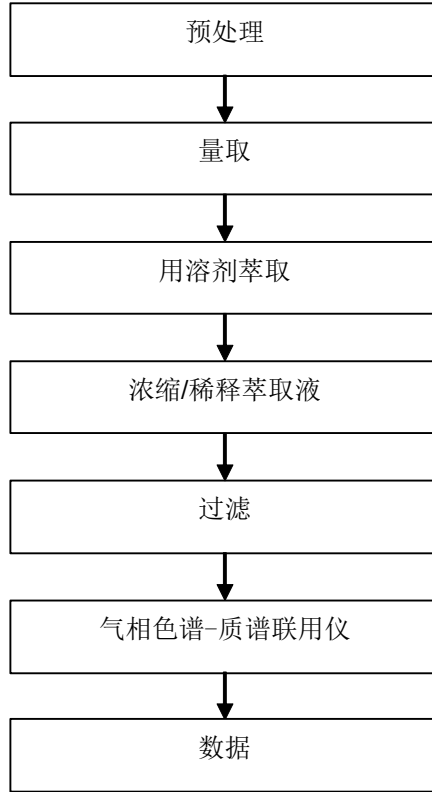 预处理
量取
用溶剂萃取
浓缩/稀释萃取液
过滤
气相色谱-质谱联用仪
数据